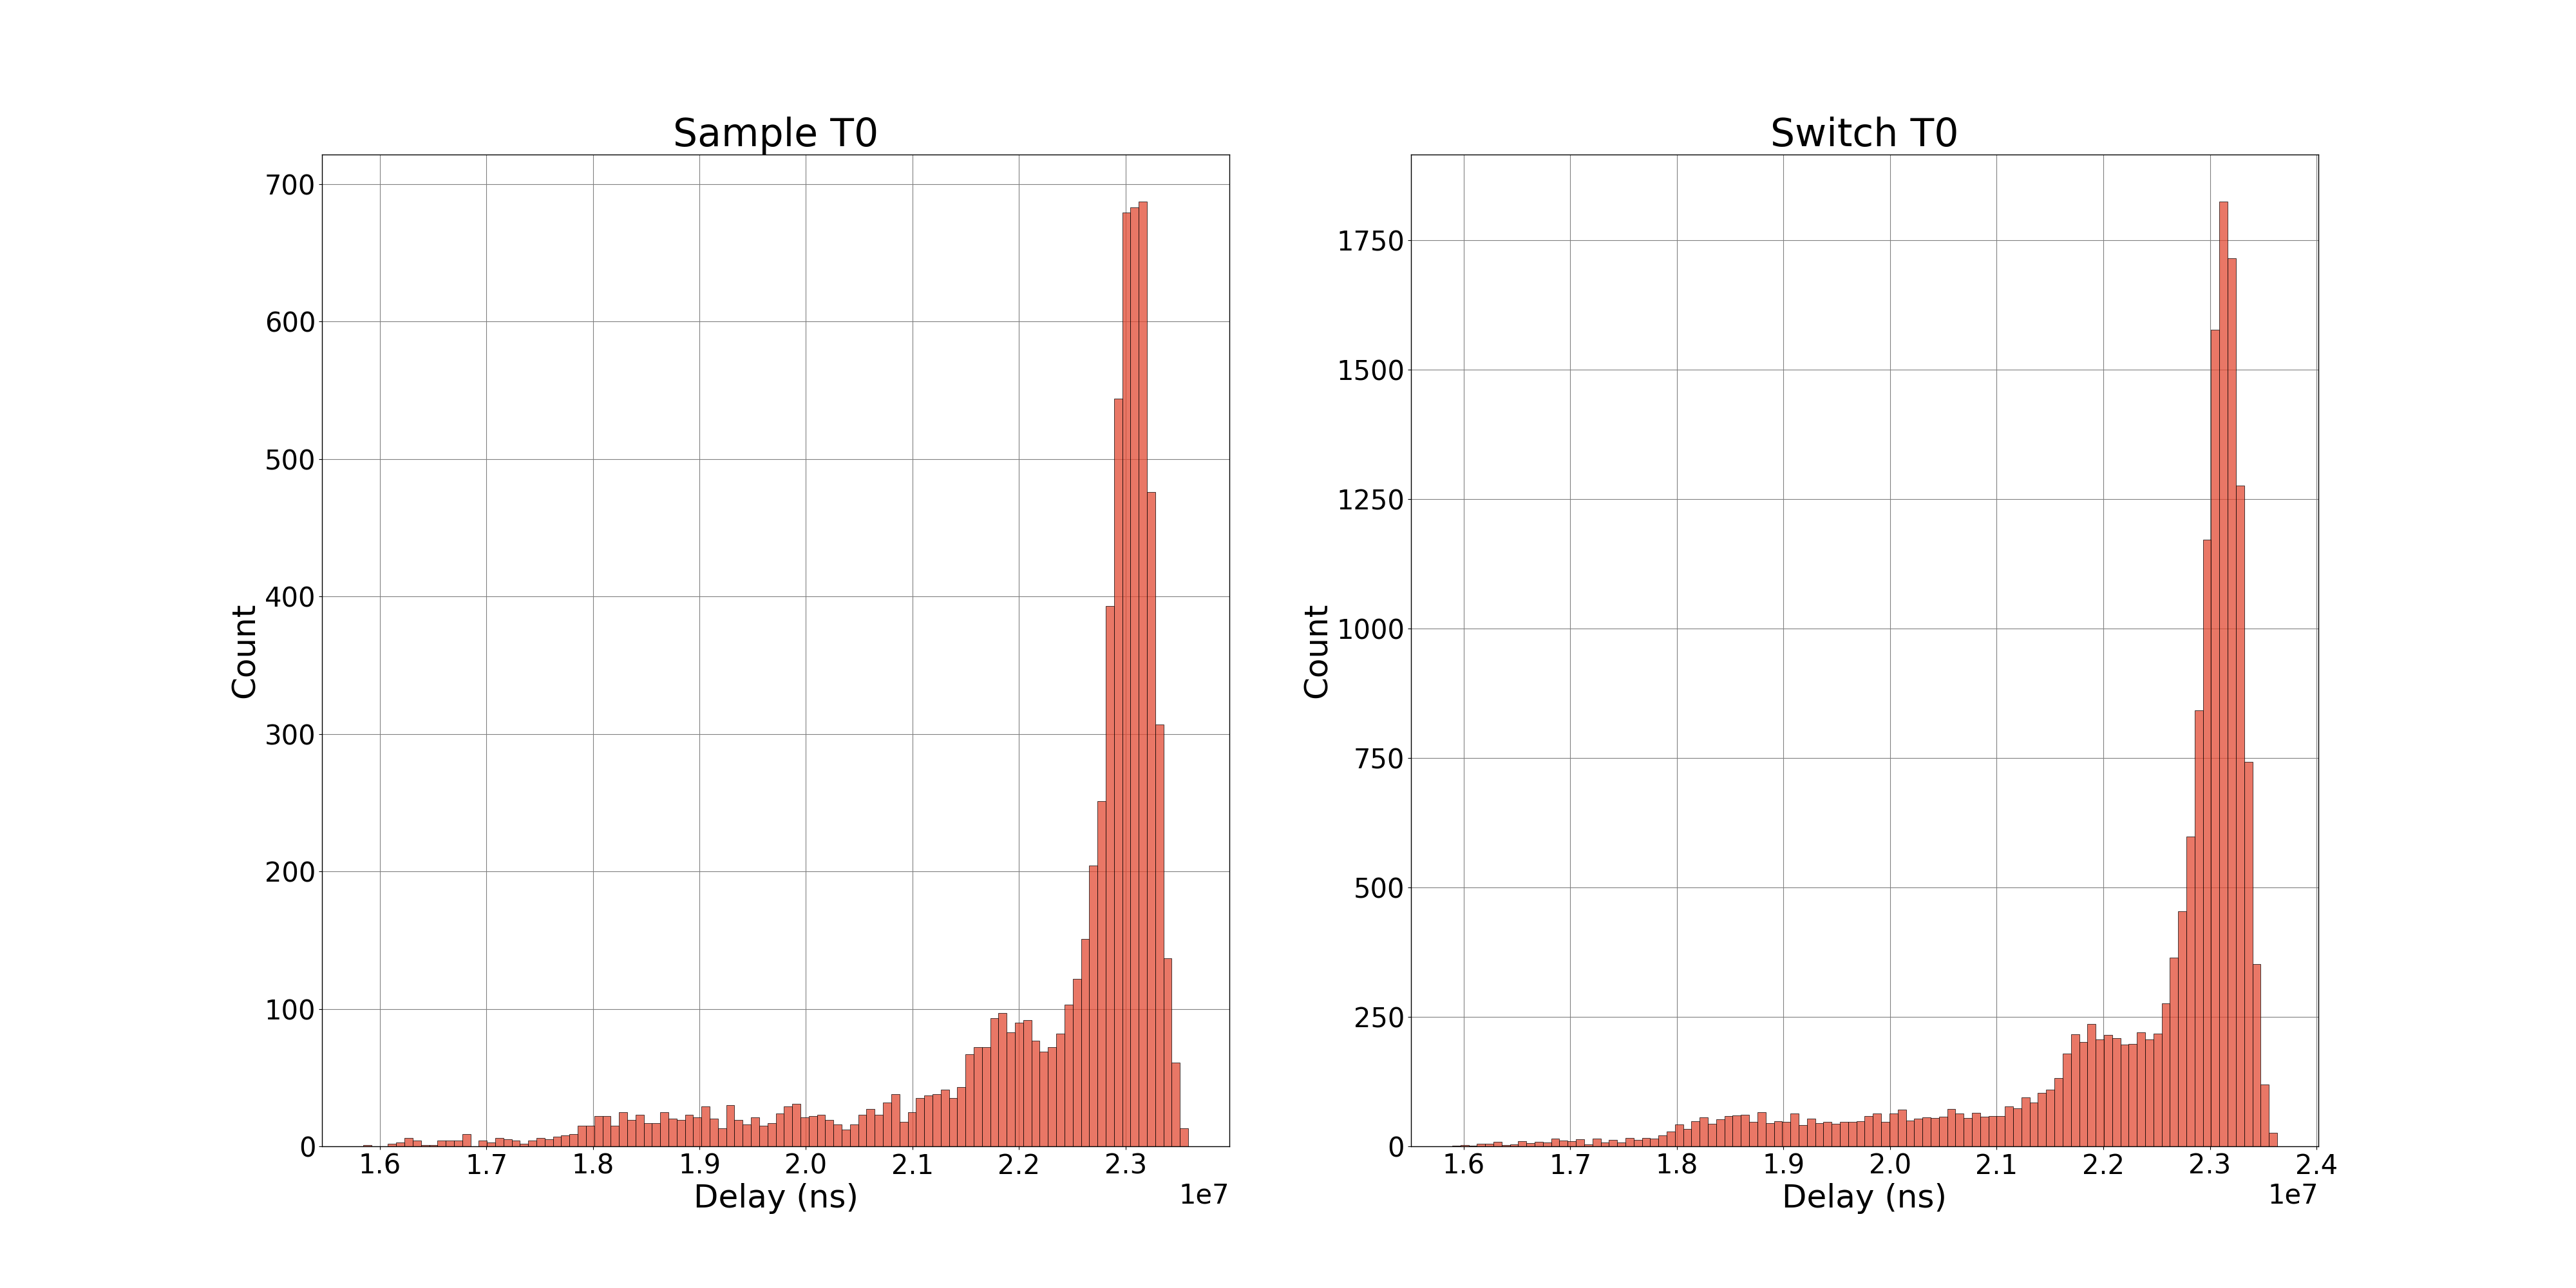 Sample T0
Switch T0
700
600
500
400
300
200
100
0
Count
1.6 1.7 1.8 1.9 2.0 2.1 2.2 2.3
1e7
Delay (ns)
1750
1500
1250
1000
750
500
250
0
Count
1.6 1.7 1.8 1.9 2.0 2.1 2.2 2.3 2.4
1e7
Delay (ns)